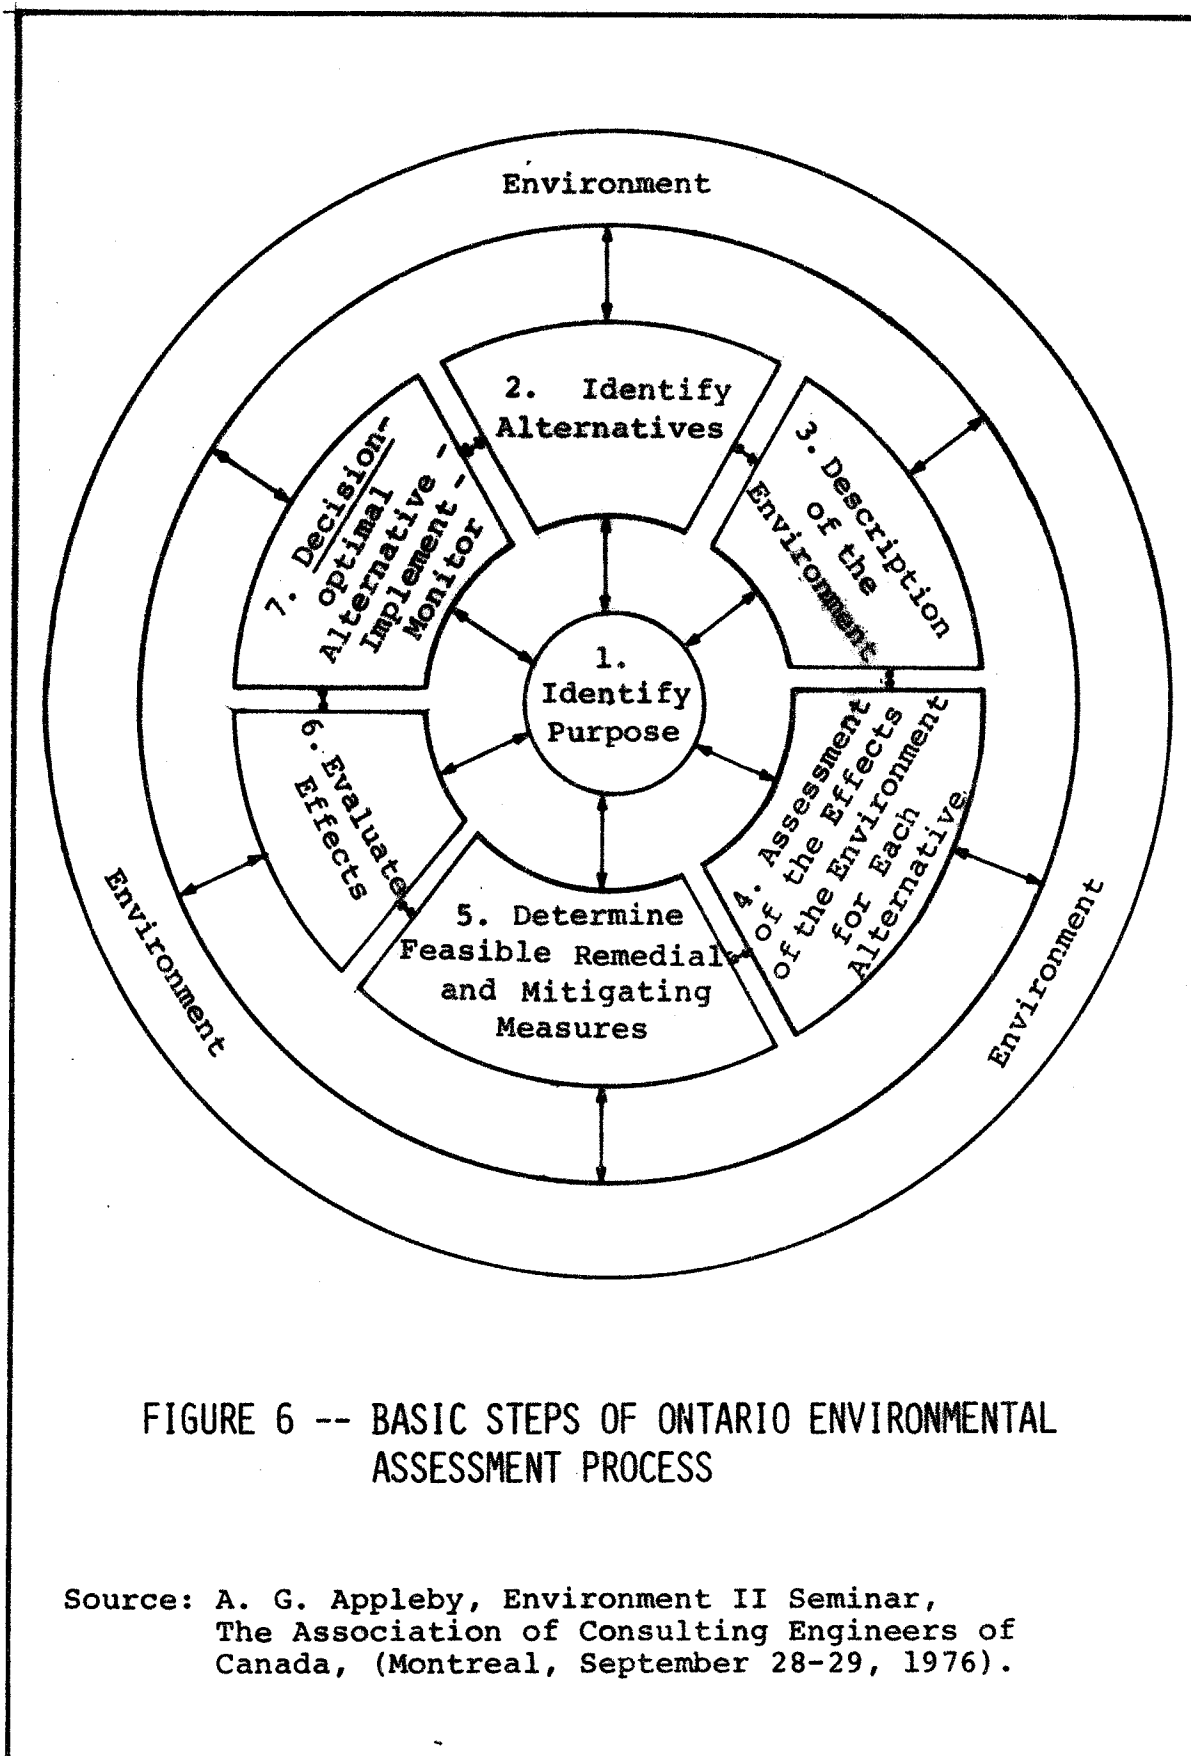 Environment
2. Identify
Alternatives
3. Description
of the
Environment
7. Decision-
optimal
Alternative -
Implement -
Monitor
1.
Identify
Purpose
4. Assessment
of the Effects
of the Environment
for Each
Alternative
6. Evaluate
Effects
5. Determine
Feasible Remedial
and Mitigating
Measures
Environment
Environment
FIGURE 6 -- BASIC STEPS OF ONTARIO ENVIRONMENTAL
ASSESSMENT PROCESS
Source: A. G. Appleby, Environment II Seminar,
The Association of Consulting Engineers of
Canada, (Montreal, September 28-29, 1976).